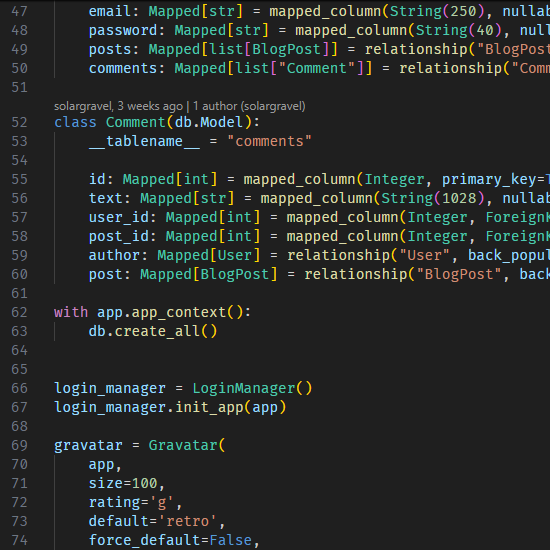 47 email: Mapped[str] = mapped_column(String(250), nullab
48 password: Mapped[str] = mapped_column(String(40), nul
49 posts: Mapped[list[BlogPost]] = relationship("BlogPost
50 comments: Mapped[list["Comment"]] = relationship("Com
51
solargravel, 3 weeks ago | 1 author (solargravel)
52 class Comment(db.Model):
53 __tablename__ = "comments"
54
55 id: Mapped[int] = mapped_column(Integer, primary_key=T
56 text: Mapped[str] = mapped_column(String(1028), nullab
57 user_id: Mapped[int] = mapped_column(Integer, ForeignK
58 post_id: Mapped[int] = mapped_column(Integer, ForeignK
59 author: Mapped[User] = relationship("User", back_popul
60 post: Mapped[BlogPost] = relationship("BlogPost", back
61
62 with app.app_context():
63 db.create_all()
64
65
66 login_manager = LoginManager()
67 login_manager.init_app(app)
68
69 gravatar = Gravatar(
70 app,
71 size=100,
72 rating='g',
73 default='retro',
74 force_default=False,